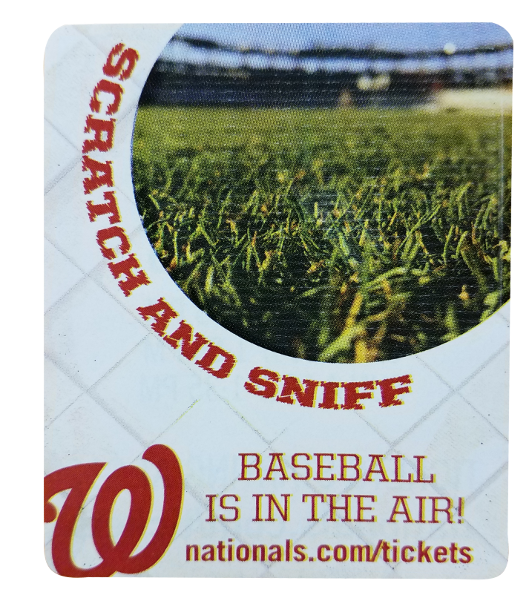 SCRATCH AND SNIFF
W
BASEBALL
IS IN THE AIR!
nationals.com/tickets